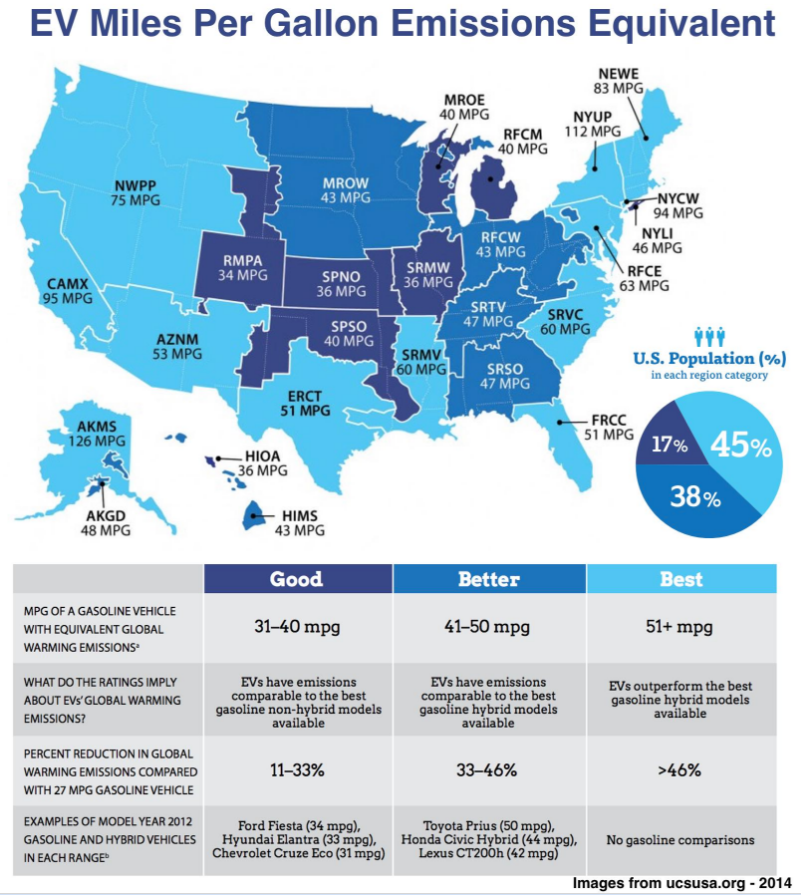 EV Miles Per Gallon Emissions Equivalent
NEWE
83 MPG
MROE
40 MPG
NYUP
112 MPG
RFCM
40 MPG
NWPP
75 MPG
MROW
43 MPG
NYCW
94 MPG
NYLI
46 MPG
RFCW
43 MPG
RFCE
63 MPG
RMPA
34 MPG
SPNO
36 MPG
SRMW
36 MPG
CAMX
95 MPG
SRTV
47 MPG
SRVC
60 MPG
AZNM
53 MPG
SPSO
40 MPG
SRMV
60 MPG
SRSO
47 MPG
ERCT
51 MPG
FRCC
51 MPG
AKMS
126 MPG
HIOA
36 MPG
AKGD
48 MPG
HIMS
43 MPG
U.S. Population (%)
in each region category
17%
45%
38%
Good Better Best
MPG OF A GASOLINE VEHICLE
WITH EQUIVALENT GLOBAL
WARMING EMISSIONSᵃ
31–40 mpg
41–50 mpg
51+ mpg
WHAT DO THE RATINGS IMPLY
ABOUT EVs' GLOBAL WARMING
EMISSIONS?
EVs have emissions
comparable to the best
gasoline non-hybrid models
available
EVs have emissions
comparable to the best
gasoline hybrid models
available
EVs outperform the best
gasoline hybrid models
available
PERCENT REDUCTION IN GLOBAL
WARMING EMISSIONS COMPARED
WITH 27 MPG GASOLINE VEHICLE
11–33%
33–46%
>46%
EXAMPLES OF MODEL YEAR 2012
GASOLINE AND HYBRID VEHICLES
IN EACH RANGEᵇ
Ford Fiesta (34 mpg),
Hyundai Elantra (33 mpg),
Chevrolet Cruze Eco (31 mpg)
Toyota Prius (50 mpg),
Honda Civic Hybrid (44 mpg),
Lexus CT200h (42 mpg)
No gasoline comparisons
Images from ucsusa.org - 2014